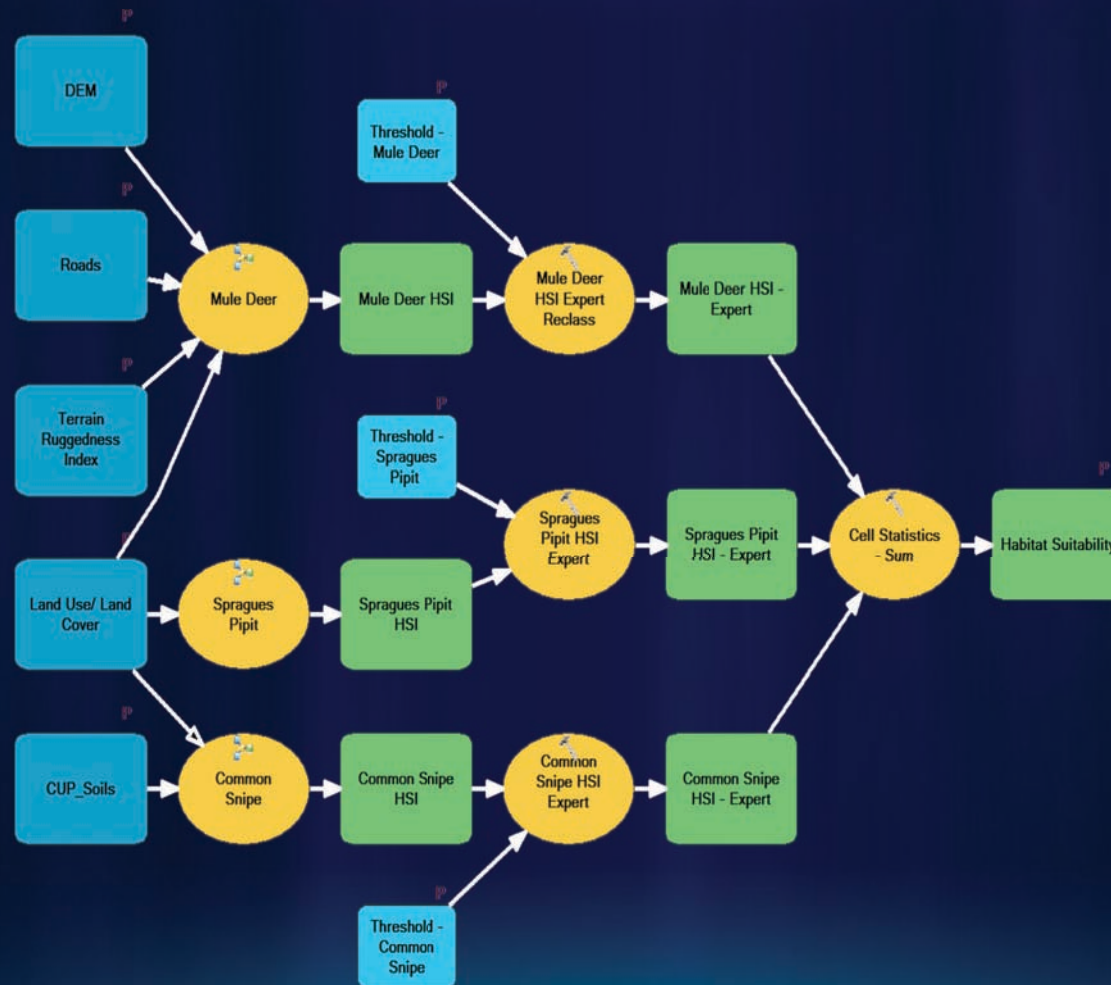 P
DEM
P
Threshold -
Mule Deer
P
Roads
Mule Deer
Mule Deer HSI
Mule Deer
HSI Expert
Reclass
Mule Deer HSI -
Expert
P
Terrain
Ruggedness
Index
P
Threshold -
Spragues
Pipit
Spragues
Pipit HSI
Expert
Spragues Pipit
HSI - Expert
Cell Statistics
- Sum
P
Habitat Suitability
P
Land Use/ Land
Cover
Spragues
Pipit
Spragues Pipit
HSI
P
CUP_Soils
Common
Snipe
Common Snipe
HSI
Common
Snipe HSI
Expert
Common Snipe
HSI - Expert
P
Threshold -
Common
Snipe